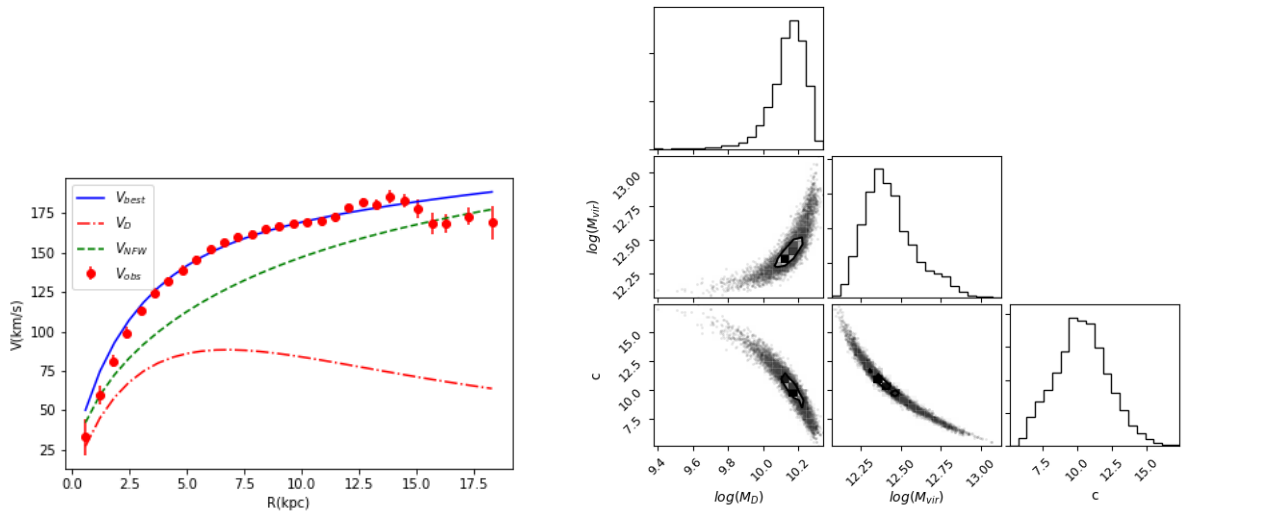 V_best
V_D
V_NFW
V_obs
V(km/s)
175
150
125
100
75
50
25
0.0 2.5 5.0 7.5 10.0 12.5 15.0 17.5
R(kpc)
log(M_vir)
13.00
12.75
12.50
12.25
c
15.0
12.5
10.0
7.5
9.4 9.6 9.8 10.0 10.2
log(M_D)
12.25 12.50 12.75 13.00
log(M_vir)
7.5 10.0 15.0
c